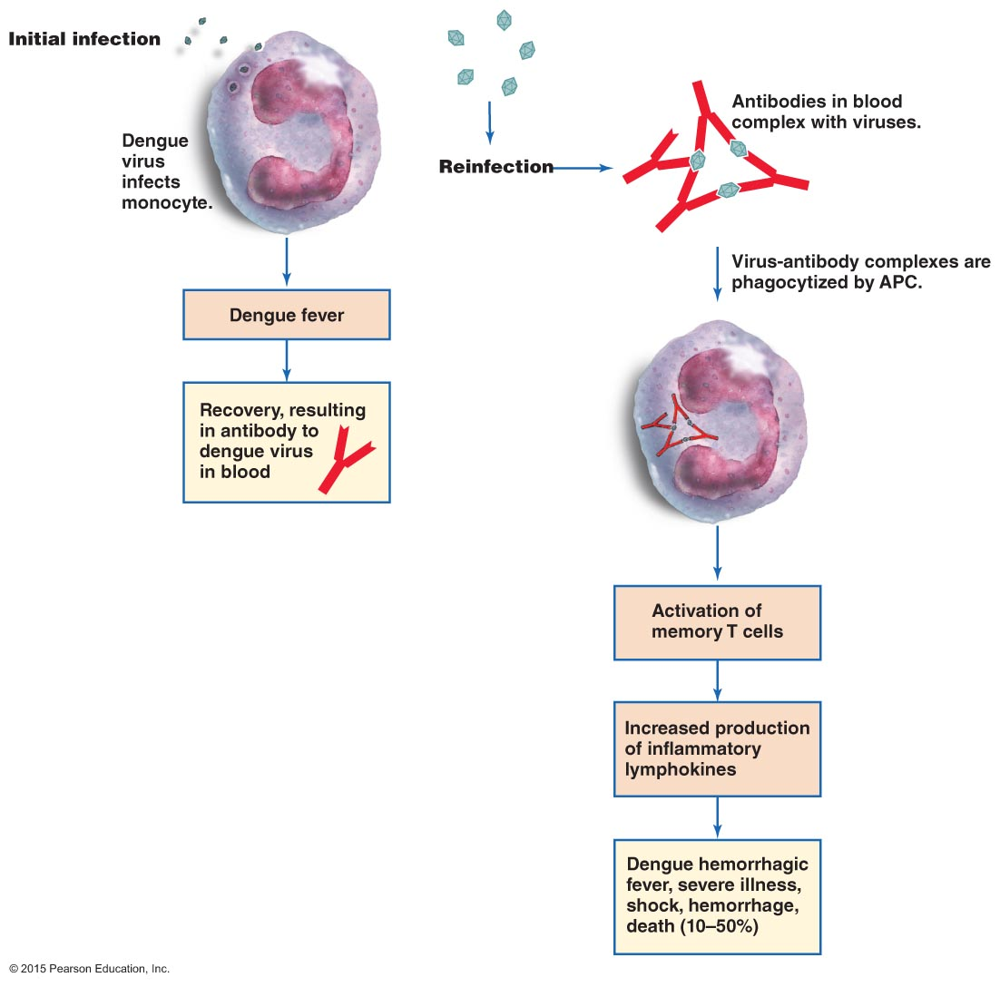 Initial infection
Dengue
virus
infects
monocyte.
Dengue fever
Recovery, resulting
in antibody to
dengue virus
in blood
Reinfection
Antibodies in blood
complex with viruses.
Virus-antibody complexes are
phagocytized by APC.
Activation of
memory T cells
Increased production
of inflammatory
lymphokines
Dengue hemorrhagic
fever, severe illness,
shock, hemorrhage,
death (10–50%)
© 2015 Pearson Education, Inc.